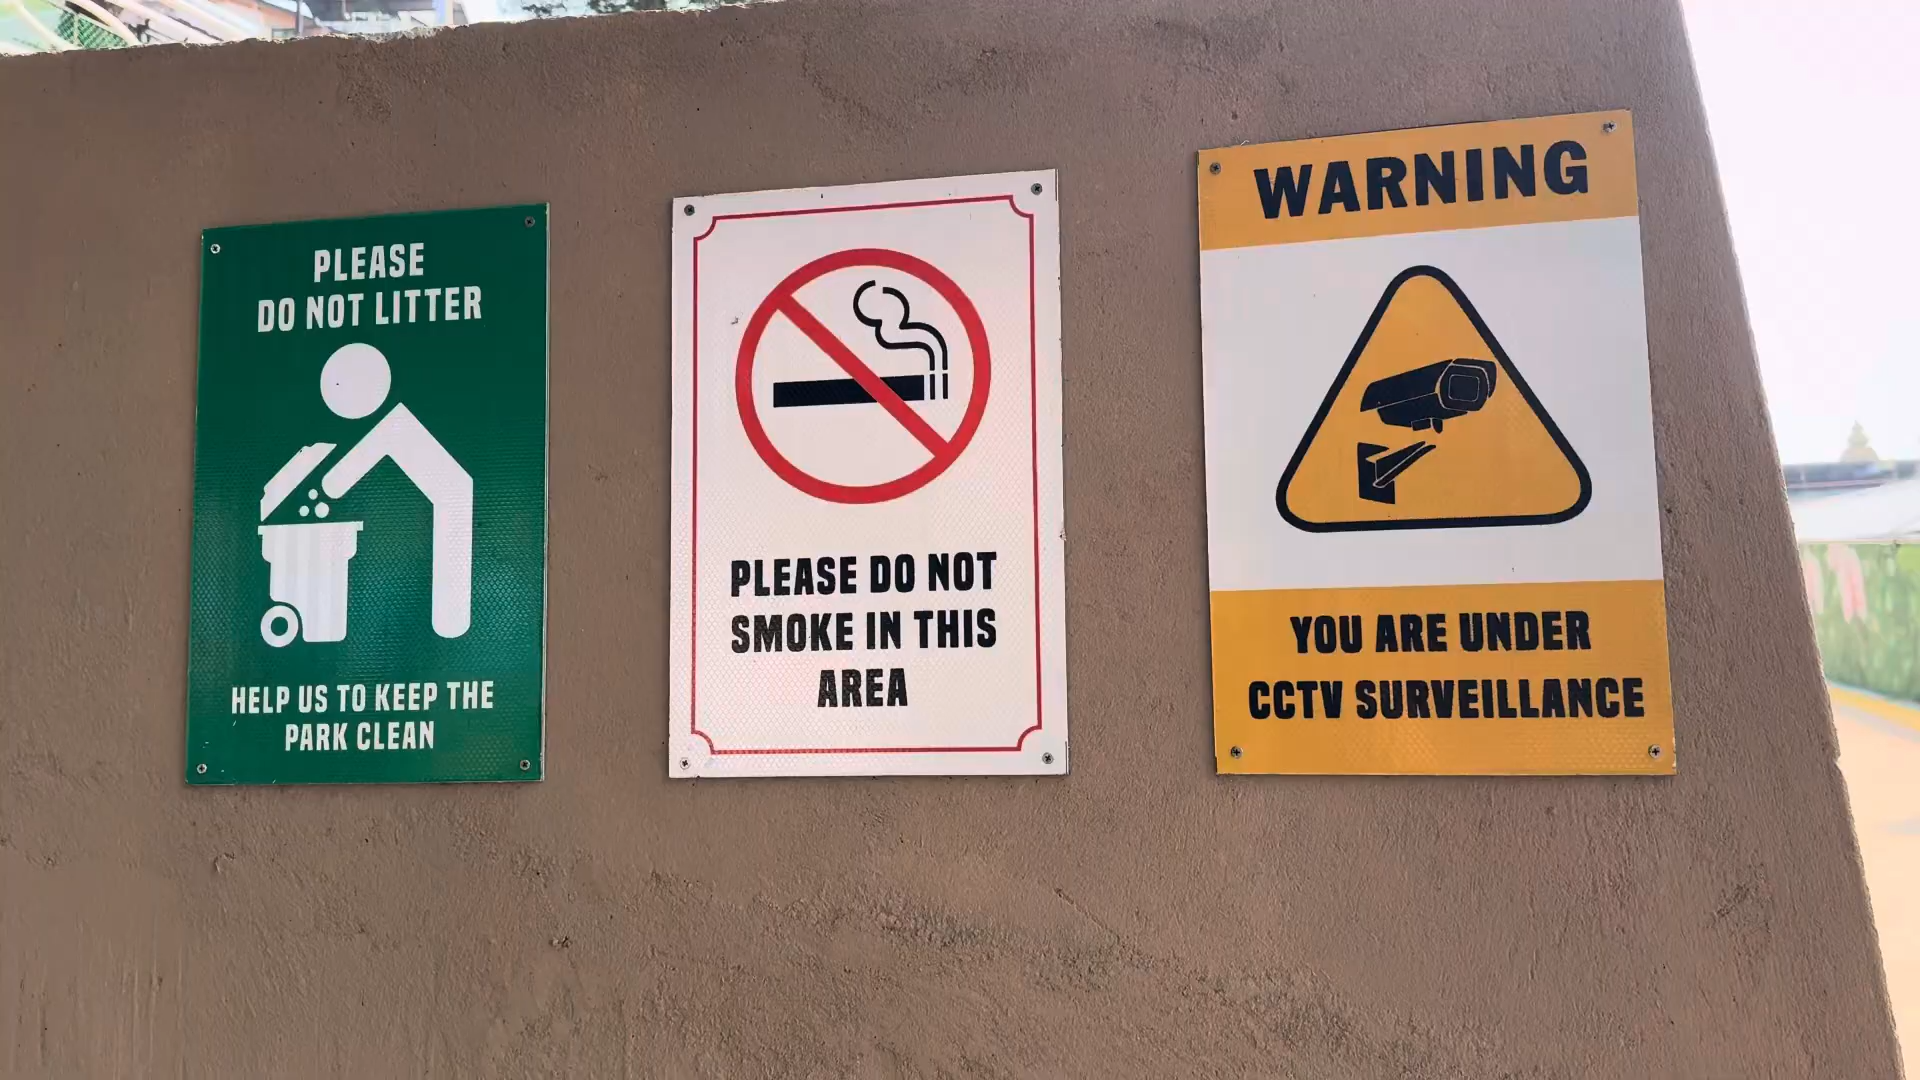 PLEASE
DO NOT LITTER
HELP US TO KEEP THE
PARK CLEAN
PLEASE DO NOT
SMOKE IN THIS
AREA
WARNING
YOU ARE UNDER
CCTV SURVEILLANCE